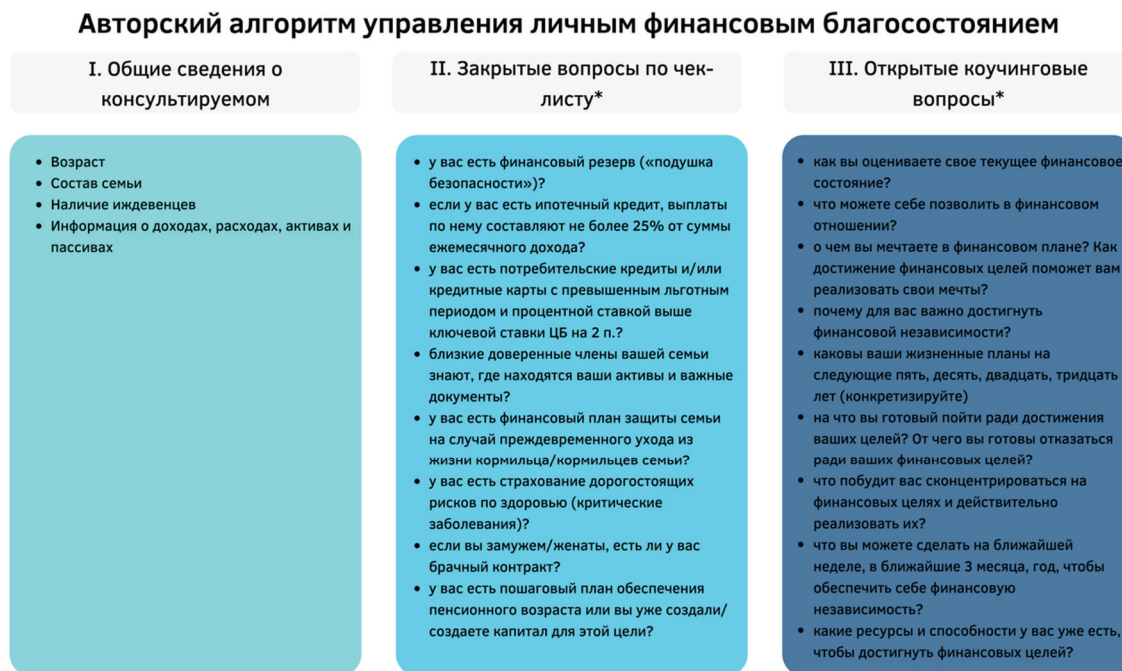 Авторский алгоритм управления личным финансовым благосостоянием
I. Общие сведения о
консультируемом
• Возраст
• Состав семьи
• Наличие иждевенцев
• Информация о доходах, расходах, активах и
пассивах
II. Закрытые вопросы по чек-
листу*
• у вас есть финансовый резерв («подушка
безопасности»)?
• если у вас есть ипотечный кредит, выплаты
по нему составляют не более 25% от суммы
ежемесячного дохода?
• у вас есть потребительские кредиты и/или
кредитные карты с превышенным льготным
периодом и процентной ставкой выше
ключевой ставки ЦБ на 2 п.?
• близкие доверенные члены вашей семьи
знают, где находятся ваши активы и важные
документы?
• у вас есть финансовый план защиты семьи
на случай преждевременного ухода из
жизни кормильца/кормильцев семьи?
• у вас есть страхование дорогостоящих
рисков по здоровью (критические
заболевания)?
• если вы замужем/женаты, есть ли у вас
брачный контракт?
• у вас есть пошаговый план обеспечения
пенсионного возраста или вы уже создали/
создаете капитал для этой цели?
III. Открытые коучинговые
вопросы*
• как вы оцениваете свое текущее финансовое
состояние?
• что можете себе позволить в финансовом
отношении?
• о чем вы мечтаете в финансовом плане? Как
достижение финансовых целей поможет вам
реализовать свои мечты?
• почему для вас важно достигнуть
финансовой независимости?
• каковы ваши жизненные планы на
следующие пять, десять, двадцать, тридцать
лет (конкретизируйте)
• на что вы готовый пойти ради достижения
ваших целей? От чего вы готовы отказаться
ради ваших финансовых целей?
• что побудит вас сконцентрироваться на
финансовых целях и действительно
реализовать их?
• что вы можете сделать на ближайшей
неделе, в ближайшие 3 месяца, год, чтобы
обеспечить себе финансовую
независимость?
• какие ресурсы и способности у вас уже есть,
чтобы достигнуть финансовых целей?